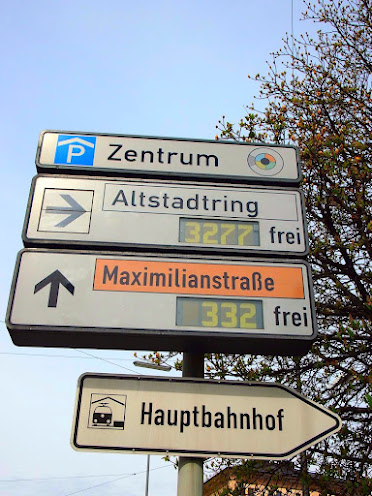 P Zentrum
Altstadtring
3277 frei
Maximilianstraße
332 frei
Hauptbahnhof